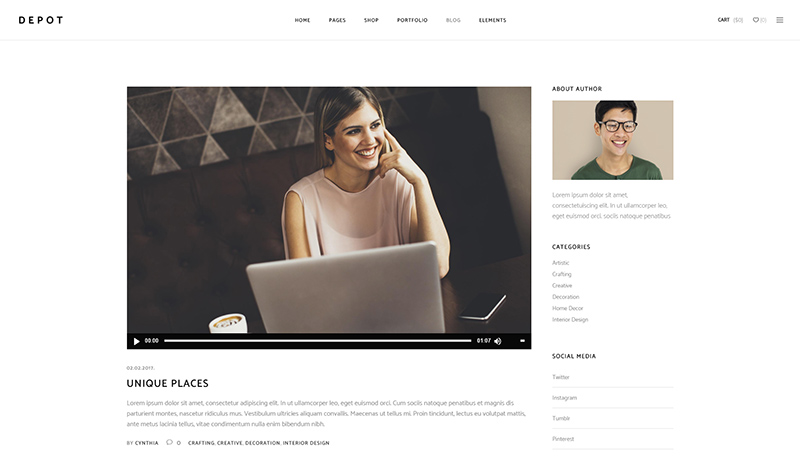 DEPOT
HOME PAGES SHOP PORTFOLIO BLOG ELEMENTS
CART ($0) (0)
00:00 01:07
02.02.2017.
UNIQUE PLACES
Lorem ipsum dolor sit amet, consectetur adipiscing elit. In ut ullamcorper leo, eget euismod orci. Cum sociis natoque penatibus et magnis dis
parturient montes, nascetur ridiculus mus. Vestibulum ultricies aliquam convallis. Maecenas ut tellus mi. Proin tincidunt, lectus eu volutpat mattis,
ante metus lacinia tellus, vitae condimentum nulla enim bibendum nibh.
BY CYNTHIA 0 CRAFTING, CREATIVE, DECORATION, INTERIOR DESIGN
ABOUT AUTHOR
Lorem ipsum dolor sit amet,
consectetuiscing elit. In ut ullamcorper leo,
eget euismod orci. sociis natoque penatibus
CATEGORIES
Artistic
Crafting
Creative
Decoration
Home Decor
Interior Design
SOCIAL MEDIA
Twitter
Instagram
Tumblr
Pinterest